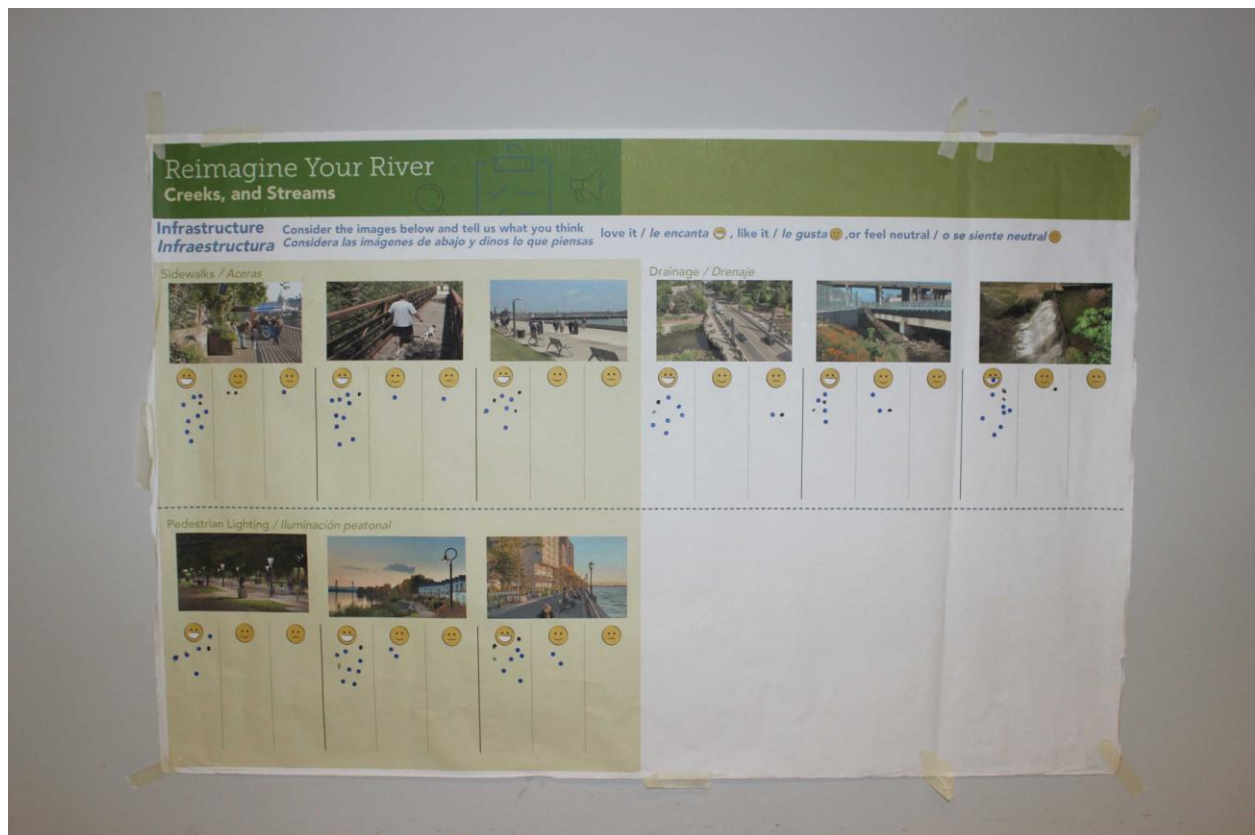 Reimagine Your River
Creeks, and Streams
Infrastructure Consider the images below and tell us what you think love it / le encanta , like it / le gusta ,or feel neutral / o se siente neutral
Infraestructura Considera las imágenes de abajo y dinos lo que piensas
Sidewalks / Aceras
Drainage / Drenaje
Pedestrian Lighting / Iluminación peatonal